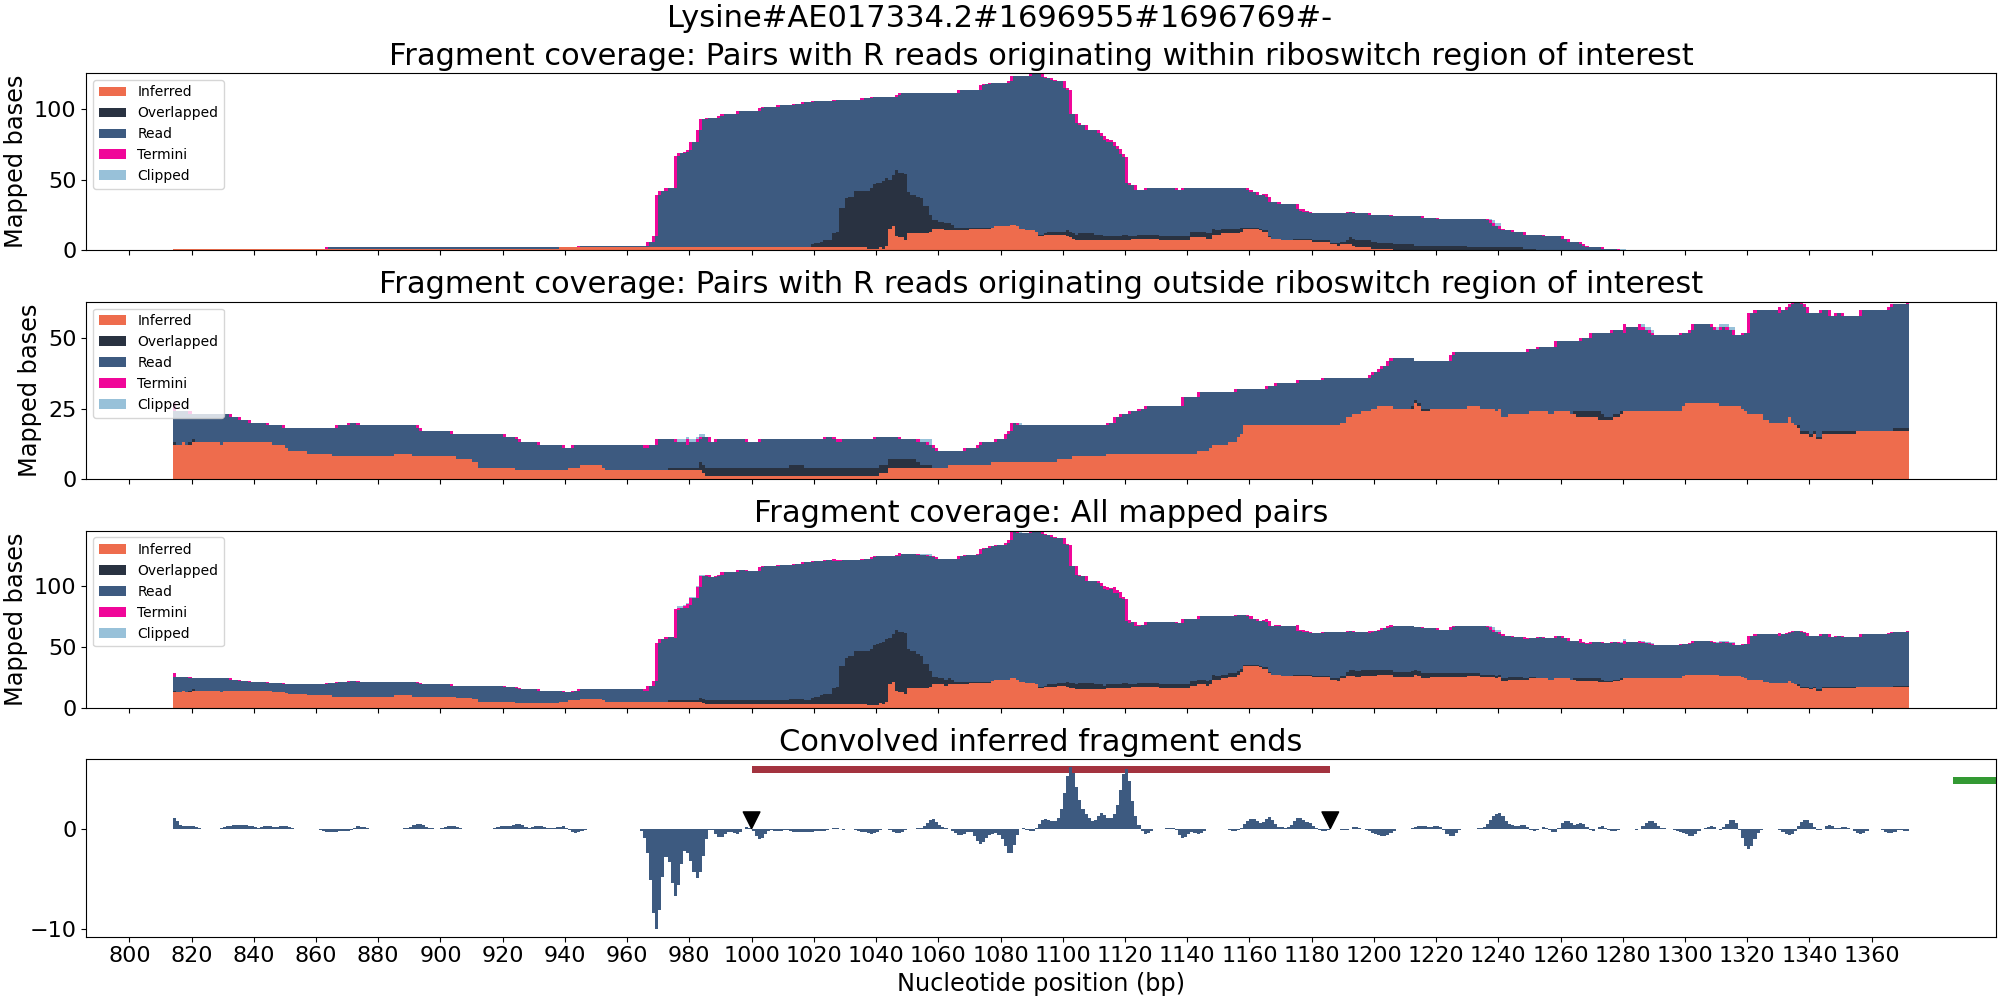 Lysine#AE017334.2#1696955#1696769#-
Fragment coverage: Pairs with R reads originating within riboswitch region of interest
Mapped bases
100
50
0
Inferred
Overlapped
Read
Termini
Clipped
Fragment coverage: Pairs with R reads originating outside riboswitch region of interest
Mapped bases
50
25
0
Inferred
Overlapped
Read
Termini
Clipped
Fragment coverage: All mapped pairs
Mapped bases
100
50
0
Inferred
Overlapped
Read
Termini
Clipped
Convolved inferred fragment ends
0
−10
800 820 840 860 880 900 920 940 960 980 1000 1020 1040 1060 1080 1100 1120 1140 1160 1180 1200 1220 1240 1260 1280 1300 1320 1340 1360
Nucleotide position (bp)